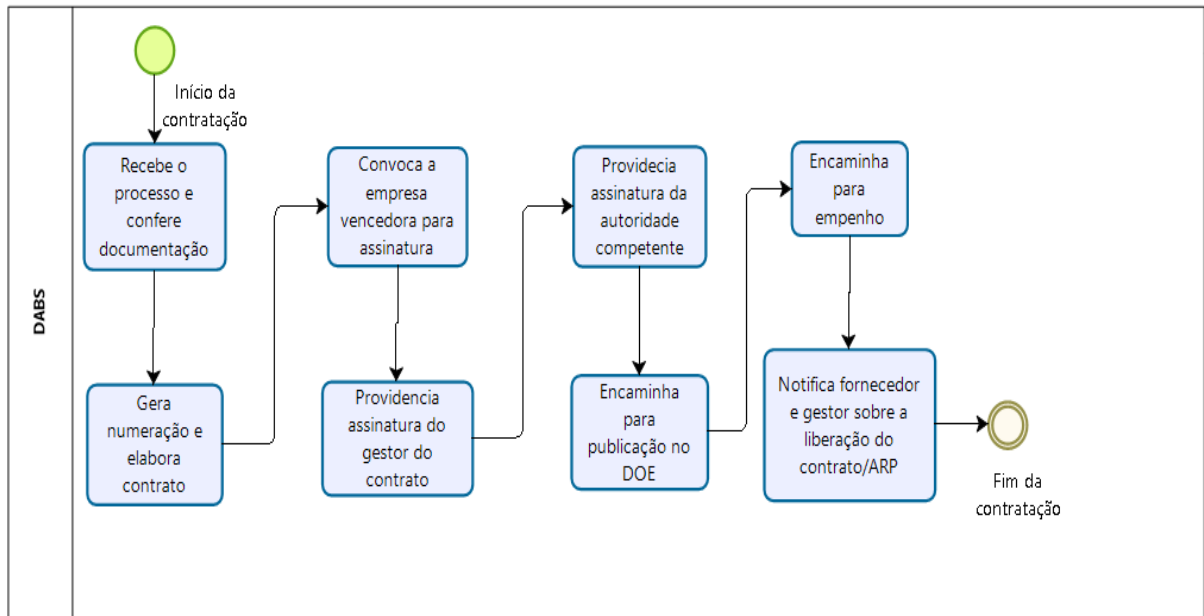 DABS
Início da
contratação
Recebe o
processo e
confere
documentação
Gera
numeração e
elabora
contrato
Convoca a
empresa
vencedora para
assinatura
Providencia
assinatura do
gestor do
contrato
Providecia
assinatura da
autoridade
competente
Encaminha
para
publicação no
DOE
Encaminha
para
empenho
Notifica fornecedor
e gestor sobre a
liberação do
contrato/ARP
Fim da
contratação